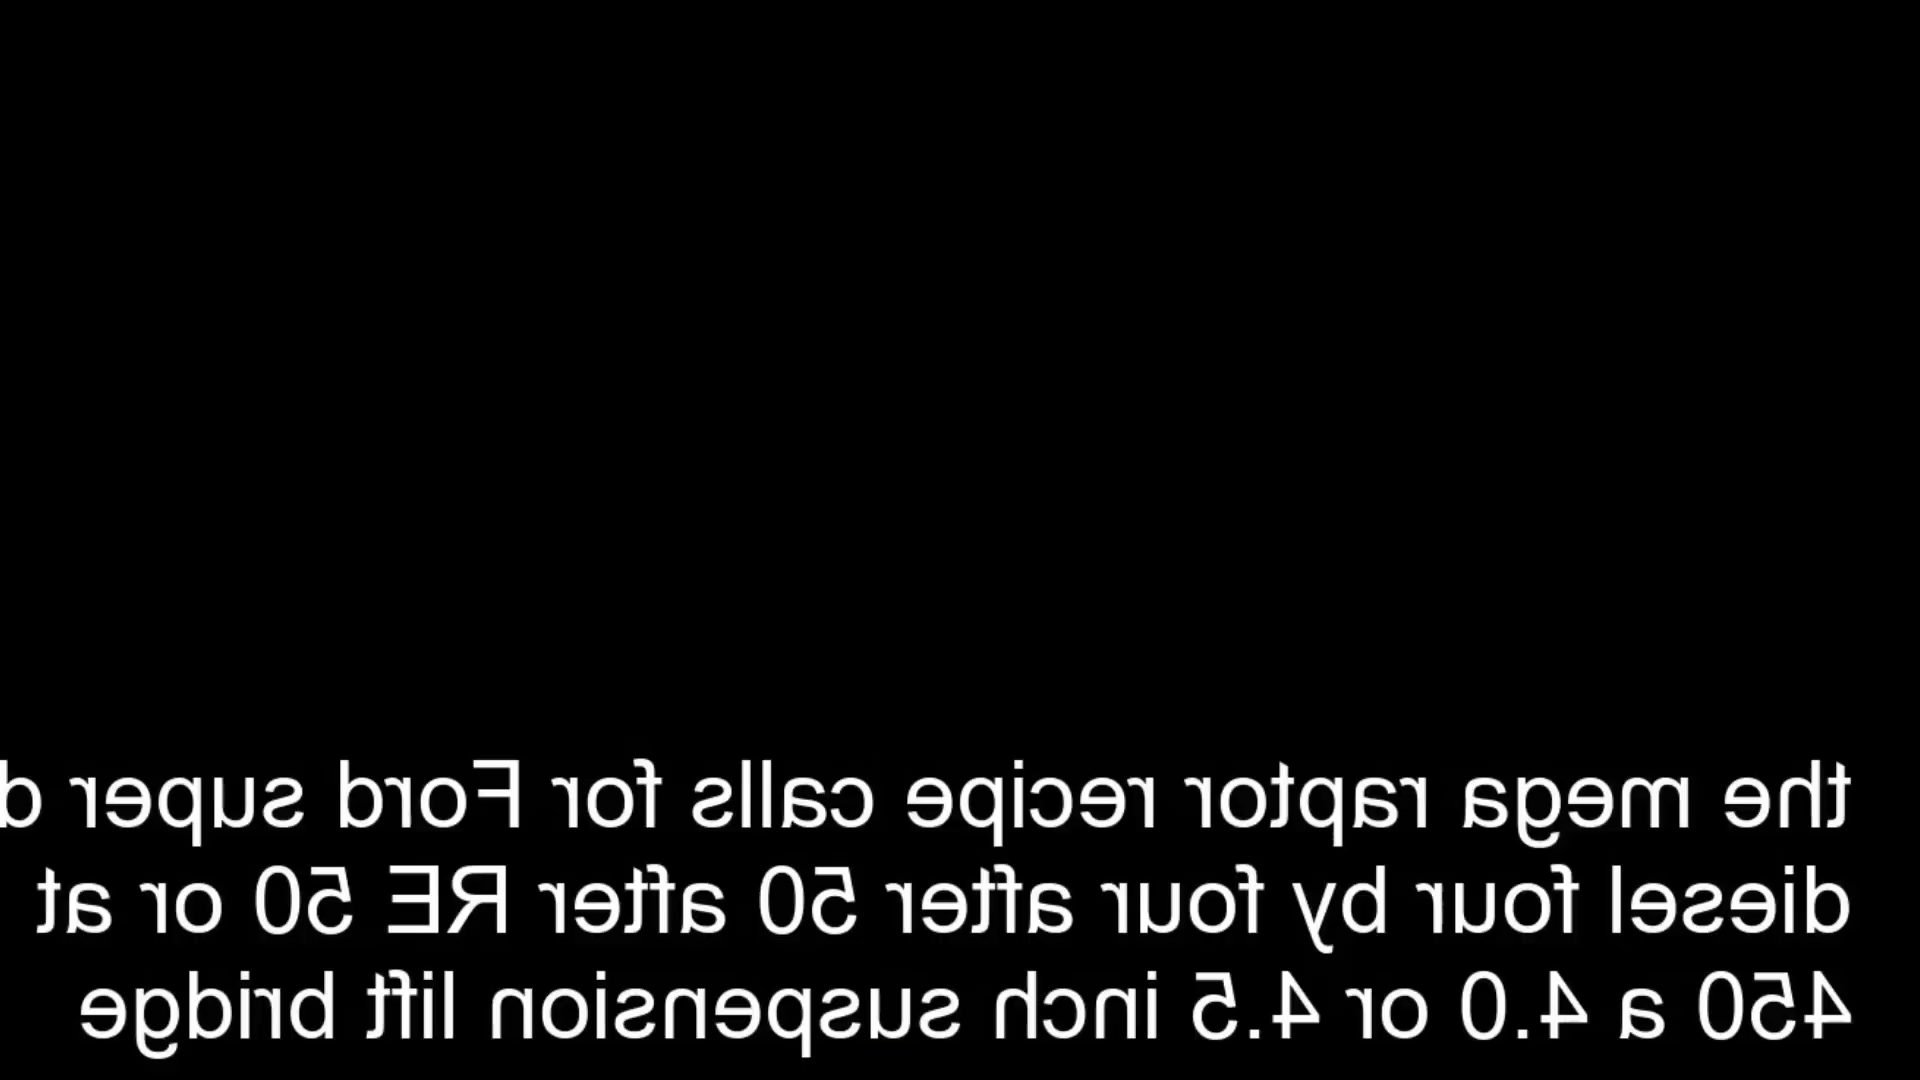 the mega raptor recipe calls for Ford super d
diesel four by four after 50 after RE 50 or at
450 a 4.0 or 4.5 inch suspension lift bridge